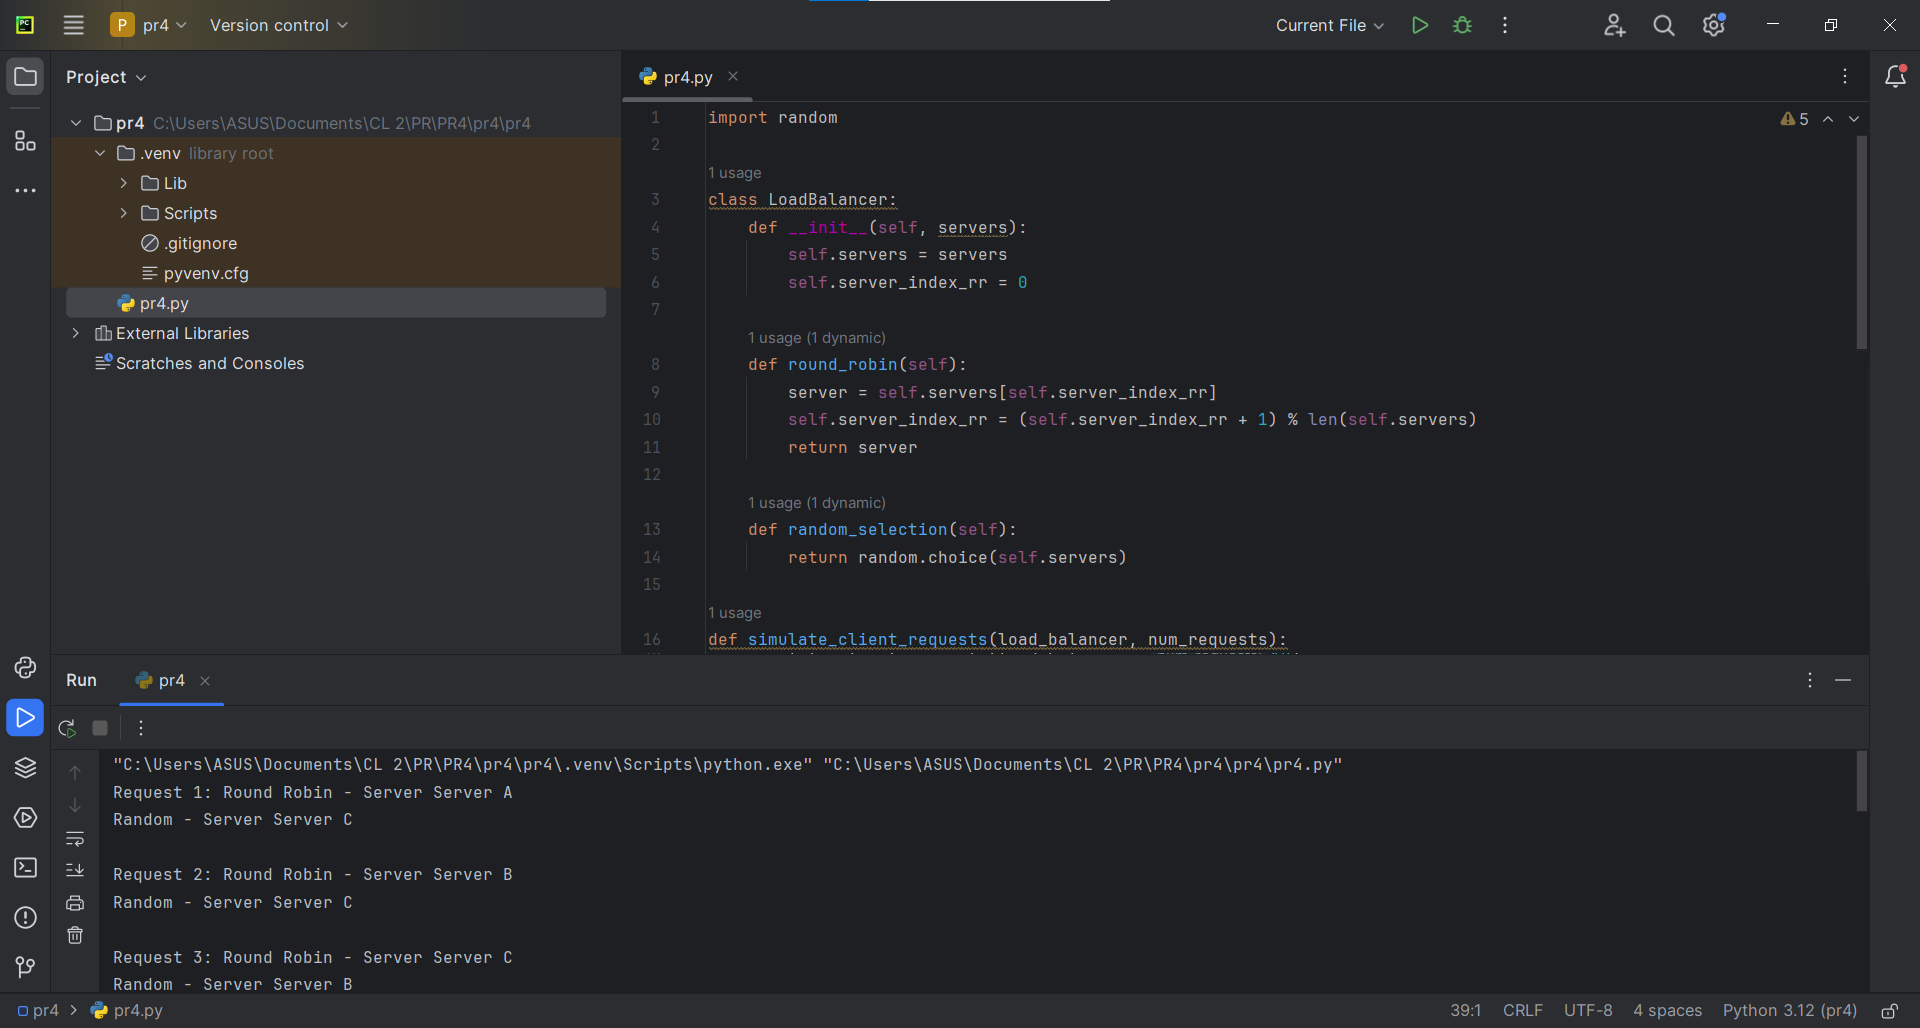 P pr4 Version control Current File
Project
pr4 C:\Users\ASUS\Documents\CL 2\PR\PR4\pr4\pr4
.venv library root
Lib
Scripts
.gitignore
pyvenv.cfg
pr4.py
External Libraries
Scratches and Consoles
pr4.py
5
1 import random
2
1 usage
3 class LoadBalancer:
4 def __init__(self, servers):
5 self.servers = servers
6 self.server_index_rr = 0
7
1 usage (1 dynamic)
8 def round_robin(self):
9 server = self.servers[self.server_index_rr]
10 self.server_index_rr = (self.server_index_rr + 1) % len(self.servers)
11 return server
12
1 usage (1 dynamic)
13 def random_selection(self):
14 return random.choice(self.servers)
15
1 usage
16 def simulate_client_requests(load_balancer, num_requests):
Run pr4
"C:\Users\ASUS\Documents\CL 2\PR\PR4\pr4\pr4\.venv\Scripts\python.exe" "C:\Users\ASUS\Documents\CL 2\PR\PR4\pr4\pr4\pr4.py"
Request 1: Round Robin - Server Server A
Random - Server Server C
Request 2: Round Robin - Server Server B
Random - Server Server C
Request 3: Round Robin - Server Server C
Random - Server Server B
pr4 > pr4.py 39:1 CRLF UTF-8 4 spaces Python 3.12 (pr4)